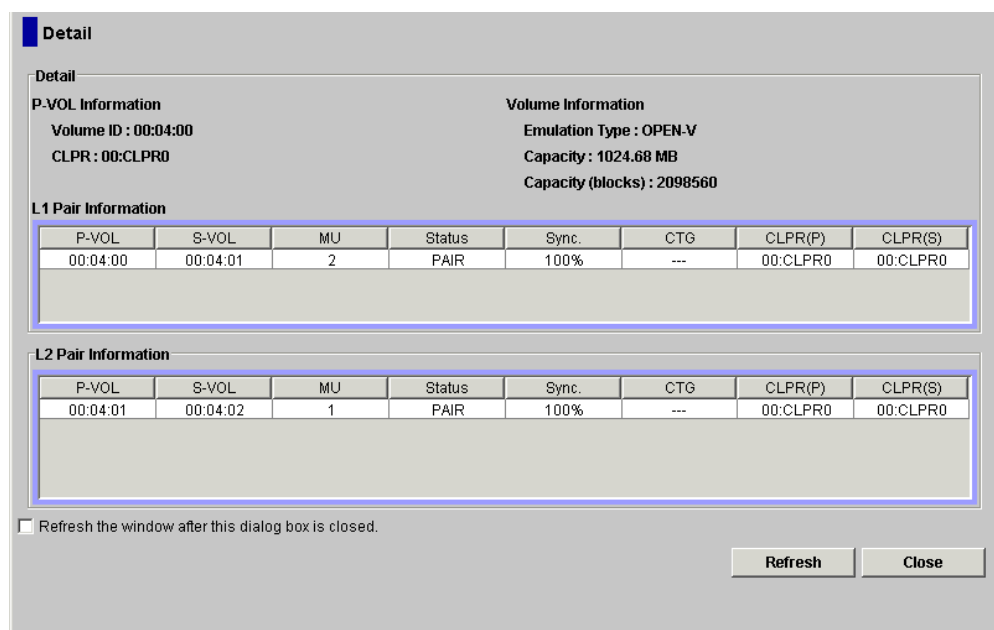 Detail
Detail
P-VOL Information
Volume ID : 00:04:00
CLPR : 00:CLPR0
Volume Information
Emulation Type : OPEN-V
Capacity : 1024.68 MB
Capacity (blocks) : 2098560
L1 Pair Information
P-VOL S-VOL MU Status Sync. CTG CLPR(P) CLPR(S)
00:04:00 00:04:01 2 PAIR 100% --- 00:CLPR0 00:CLPR0
L2 Pair Information
P-VOL S-VOL MU Status Sync. CTG CLPR(P) CLPR(S)
00:04:01 00:04:02 1 PAIR 100% --- 00:CLPR0 00:CLPR0
Refresh the window after this dialog box is closed.
Refresh Close